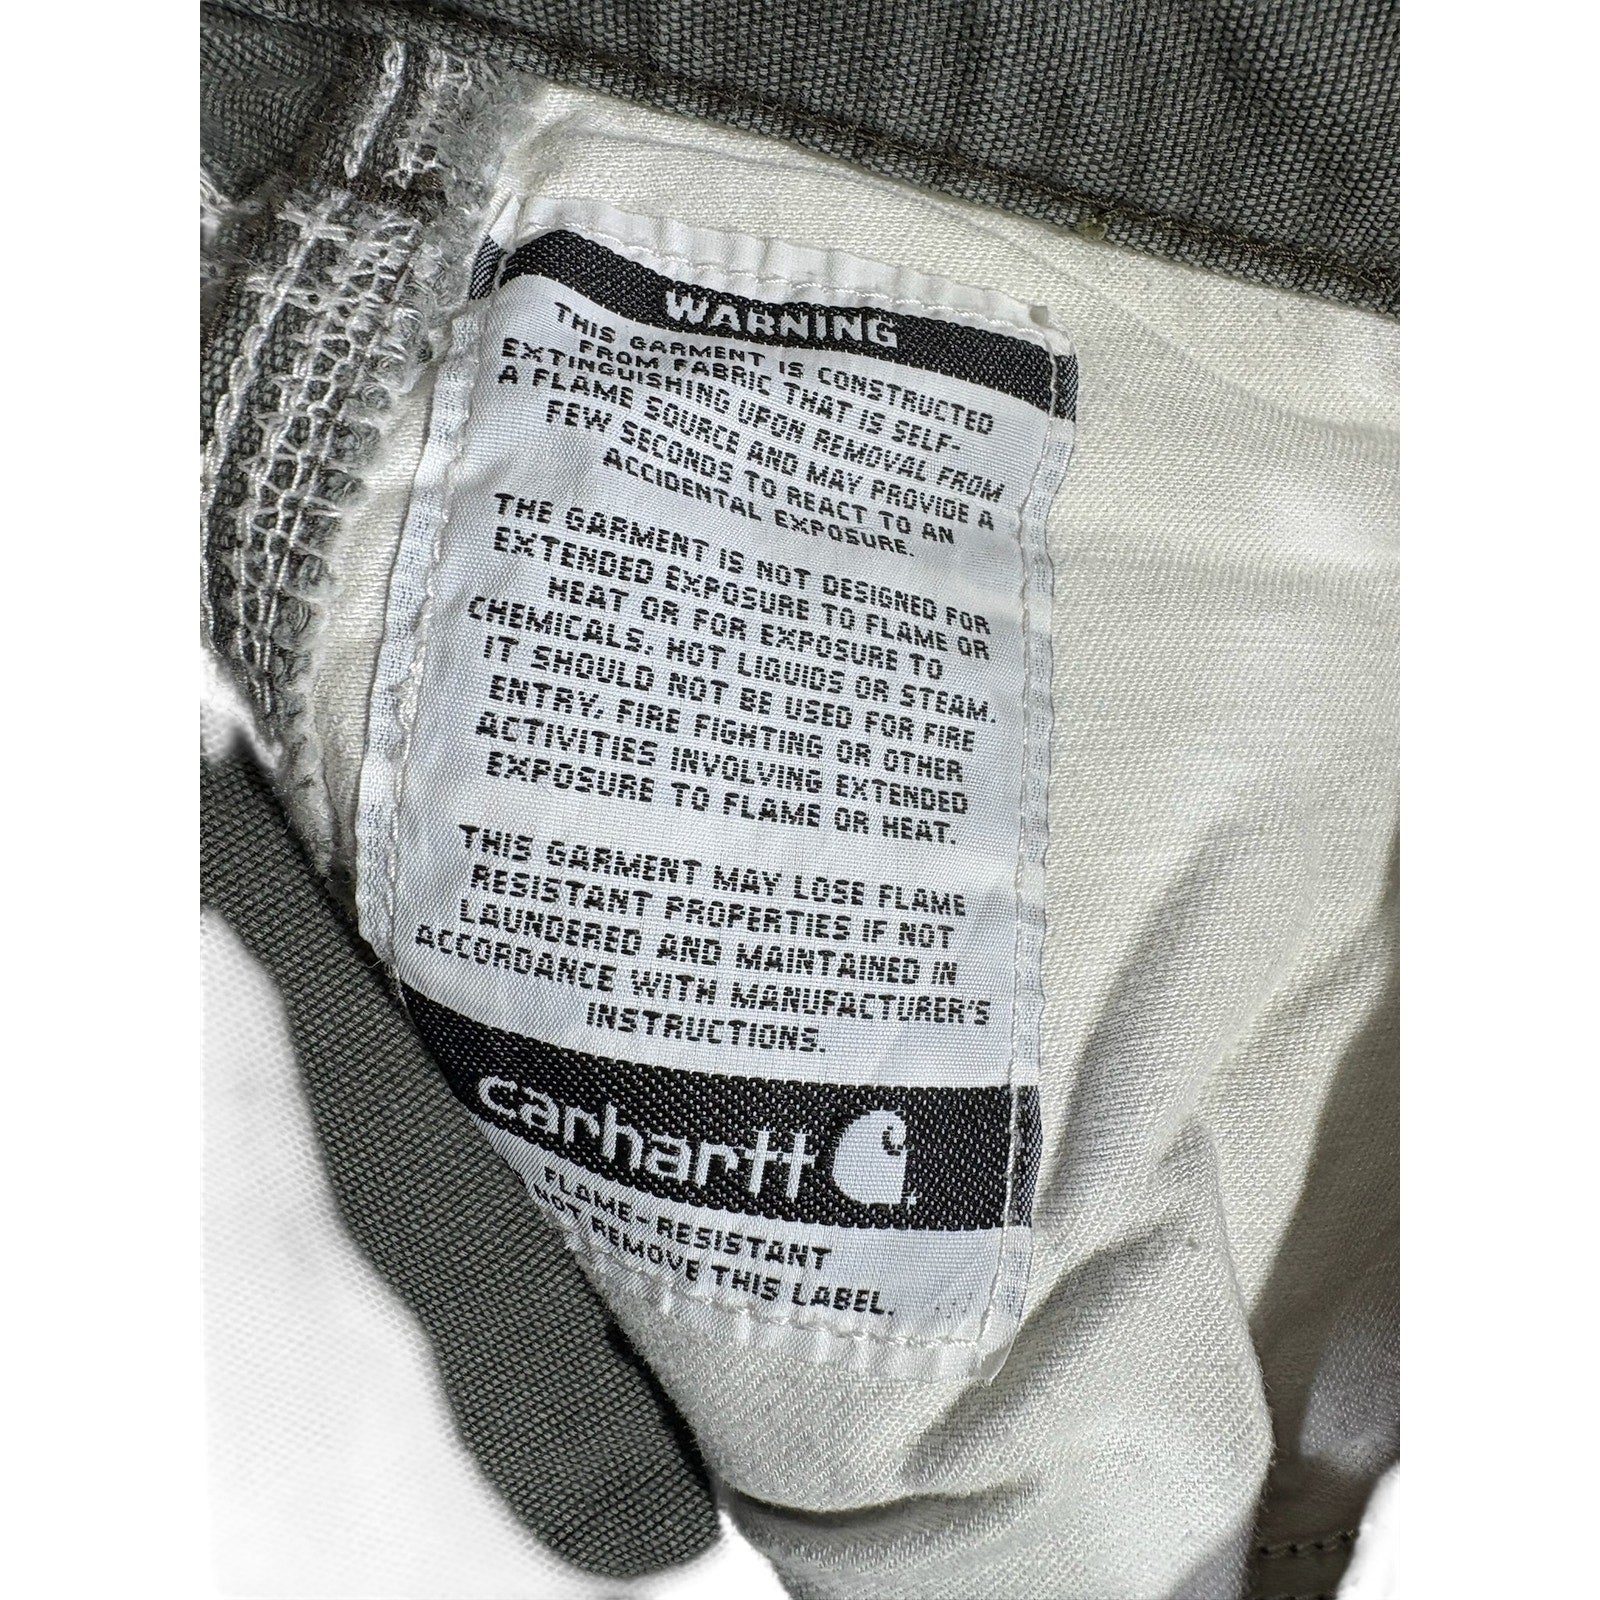 WARNING
THIS GARMENT IS CONSTRUCTED
FROM FABRIC THAT IS SELF-
EXTINGUISHING UPON REMOVAL FROM
A FLAME SOURCE AND MAY PROVIDE A
FEW SECONDS TO REACT TO AN
ACCIDENTAL EXPOSURE.
THE GARMENT IS NOT DESIGNED FOR
EXTENDED EXPOSURE TO FLAME OR
HEAT OR FOR EXPOSURE TO
CHEMICALS, HOT LIQUIDS OR STEAM.
IT SHOULD NOT BE USED FOR FIRE
ENTRY, FIRE FIGHTING OR OTHER
ACTIVITIES INVOLVING EXTENDED
EXPOSURE TO FLAME OR HEAT.
THIS GARMENT MAY LOSE FLAME
RESISTANT PROPERTIES IF NOT
LAUNDERED AND MAINTAINED IN
ACCORDANCE WITH MANUFACTURER'S
INSTRUCTIONS.
carhartt
FLAME-RESISTANT
NOT REMOVE THIS LABEL.